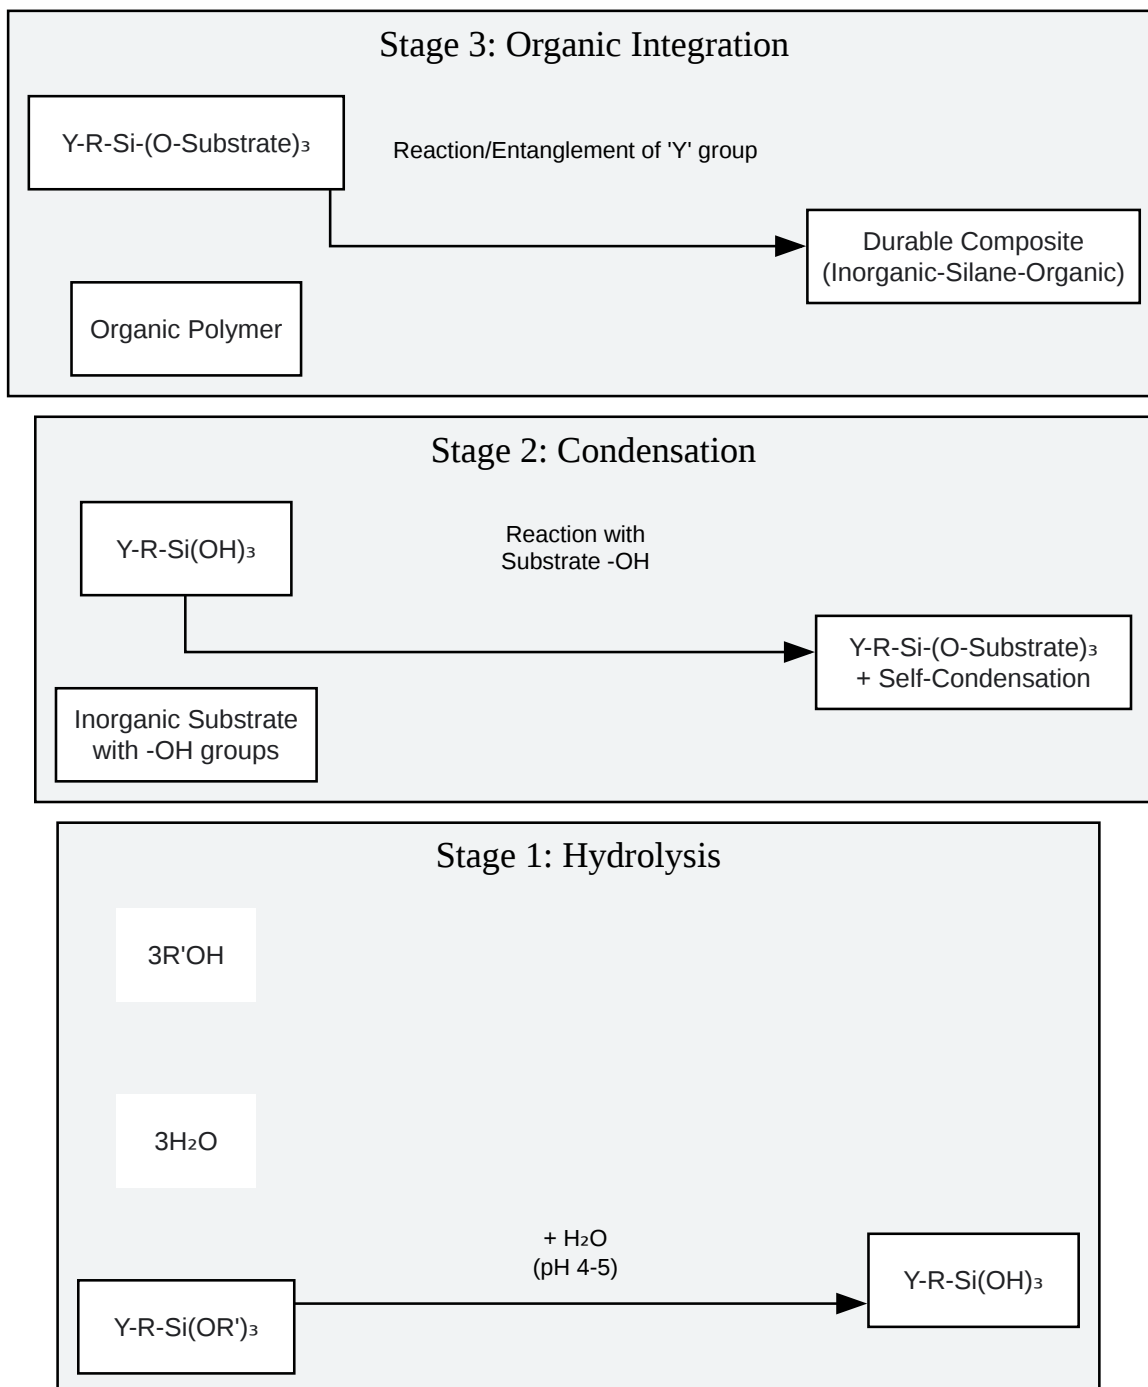 Stage 3: Organic Integration
Y-R-Si-(O-Substrate)₃
Reaction/Entanglement of 'Y' group
Durable Composite
(Inorganic-Silane-Organic)
Organic Polymer
Stage 2: Condensation
Y-R-Si(OH)₃
Reaction with
Substrate -OH
Y-R-Si-(O-Substrate)₃
+ Self-Condensation
Inorganic Substrate
with -OH groups
Stage 1: Hydrolysis
3R'OH
3H₂O
+ H₂O
(pH 4-5)
Y-R-Si(OH)₃
Y-R-Si(OR')₃